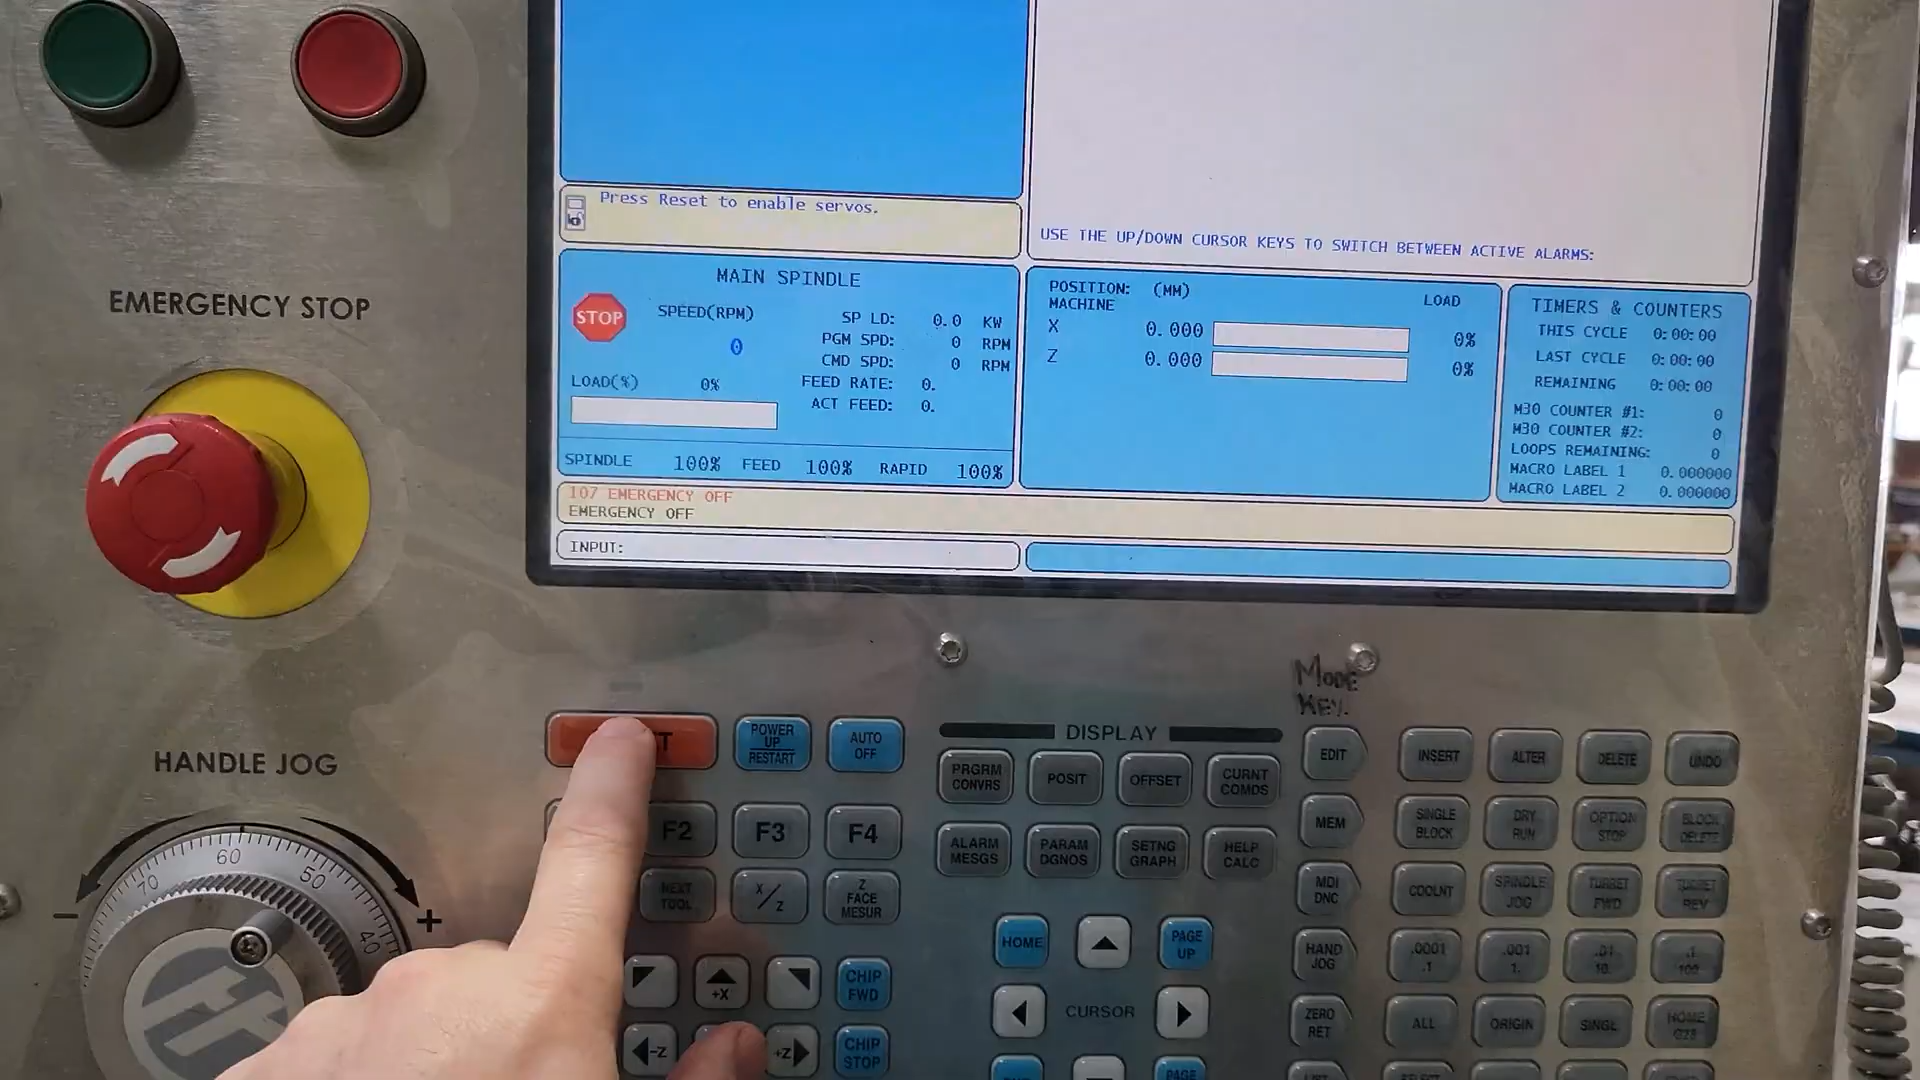 Press Reset to enable servos.
USE THE UP/DOWN CURSOR KEYS TO SWITCH BETWEEN ACTIVE ALARMS:
EMERGENCY STOP
MAIN SPINDLE
STOP
SPEED(RPM)
0
SP LD: 0.0 KW
PGM SPD: 0 RPM
CMD SPD: 0 RPM
FEED RATE: 0.
ACT FEED: 0.
LOAD(%) 0%
SPINDLE 100% FEED 100% RAPID 100%
POSITION: (MM)
MACHINE
LOAD
X 0.000 0%
Z 0.000 0%
TIMERS & COUNTERS
THIS CYCLE 0:00:00
LAST CYCLE 0:00:00
REMAINING 0:00:00
M30 COUNTER #1: 0
M30 COUNTER #2: 0
LOOPS REMAINING: 0
MACRO LABEL 1 0.000000
MACRO LABEL 2 0.000000
107 EMERGENCY OFF
EMERGENCY OFF
INPUT:
HANDLE JOG
70 60 50 40
- +
POWER UP RESTART
AUTO OFF
F2 F3 F4
NEXT TOOL
X/Z
Z FACE MESUR
+X
CHIP FWD
-Z
+Z
CHIP STOP
DISPLAY
PRGRM CONVRS
POSIT
OFFSET
CURNT COMDS
ALARM MESGS
PARAM DGNOS
SETNG GRAPH
HELP CALC
HOME
PAGE UP
CURSOR
PAGE
MODE
KEY.
EDIT
INSERT
ALTER
DELETE
UNDO
MEM
SINGLE BLOCK
DRY RUN
OPTION STOP
BLOCK DELETE
MDI DNC
COOLNT
SPINDLE JOG
TURRET FWD
TURRET REV
HAND JOG
.0001 .1
.001 1.
.01 10.
.1 100.
ZERO RET
ALL
ORIGIN
SINGL
HOME G28